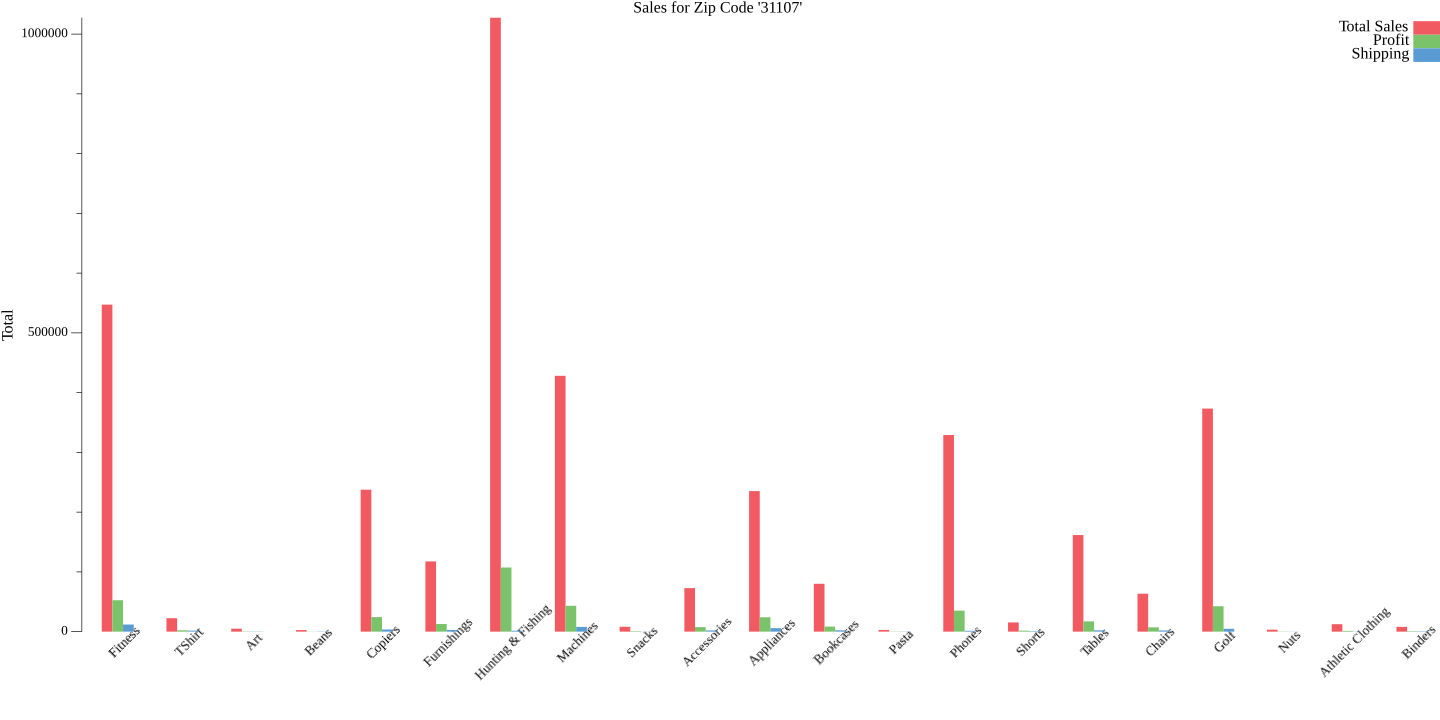 Sales for Zip Code '31107'
Total Sales
Profit
Shipping
Total
1000000
500000
0
Fitness
TShirt
Art
Beans
Copiers
Furnishings
Hunting & Fishing
Machines
Snacks
Accessories
Appliances
Bookcases
Pasta
Phones
Shorts
Tables
Chairs
Golf
Nuts
Athletic Clothing
Binders